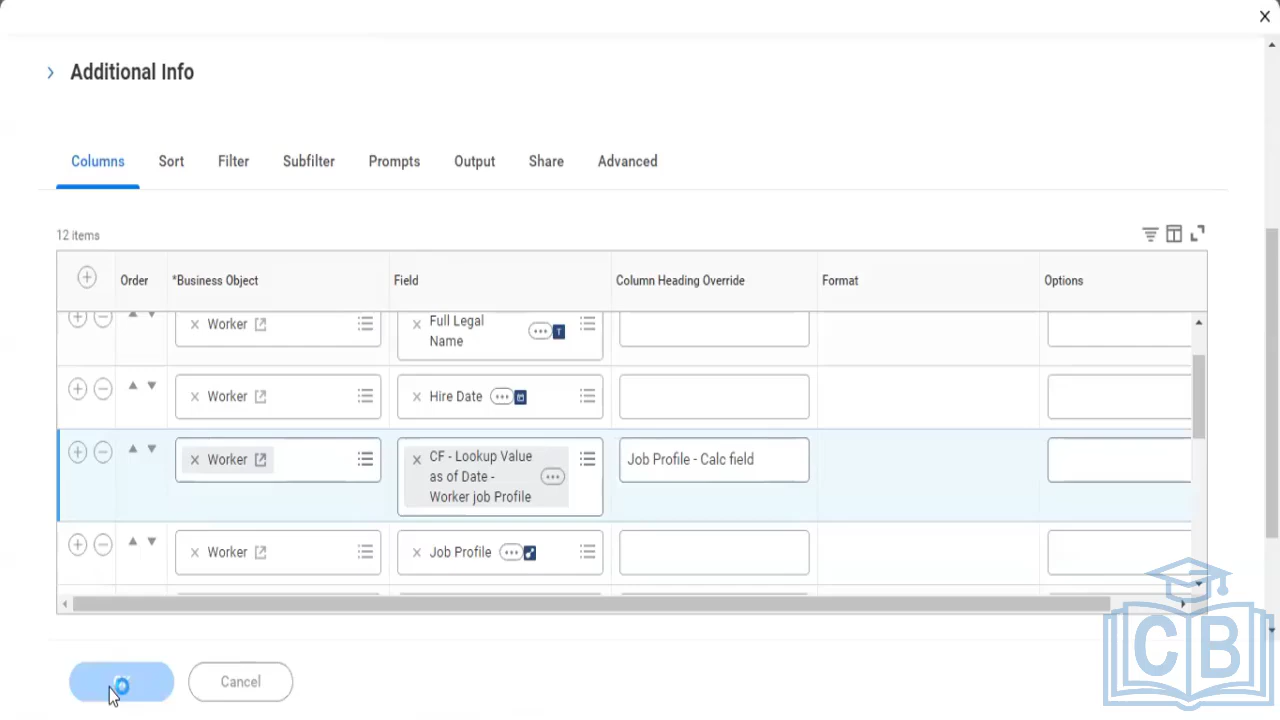 Additional Info
Columns Sort Filter Subfilter Prompts Output Share Advanced
12 items
Order *Business Object Field Column Heading Override Format Options
Worker Full Legal
Name
Worker Hire Date
Worker CF - Lookup Value
as of Date -
Worker job Profile
Job Profile - Calc field
Worker Job Profile
Cancel
CB